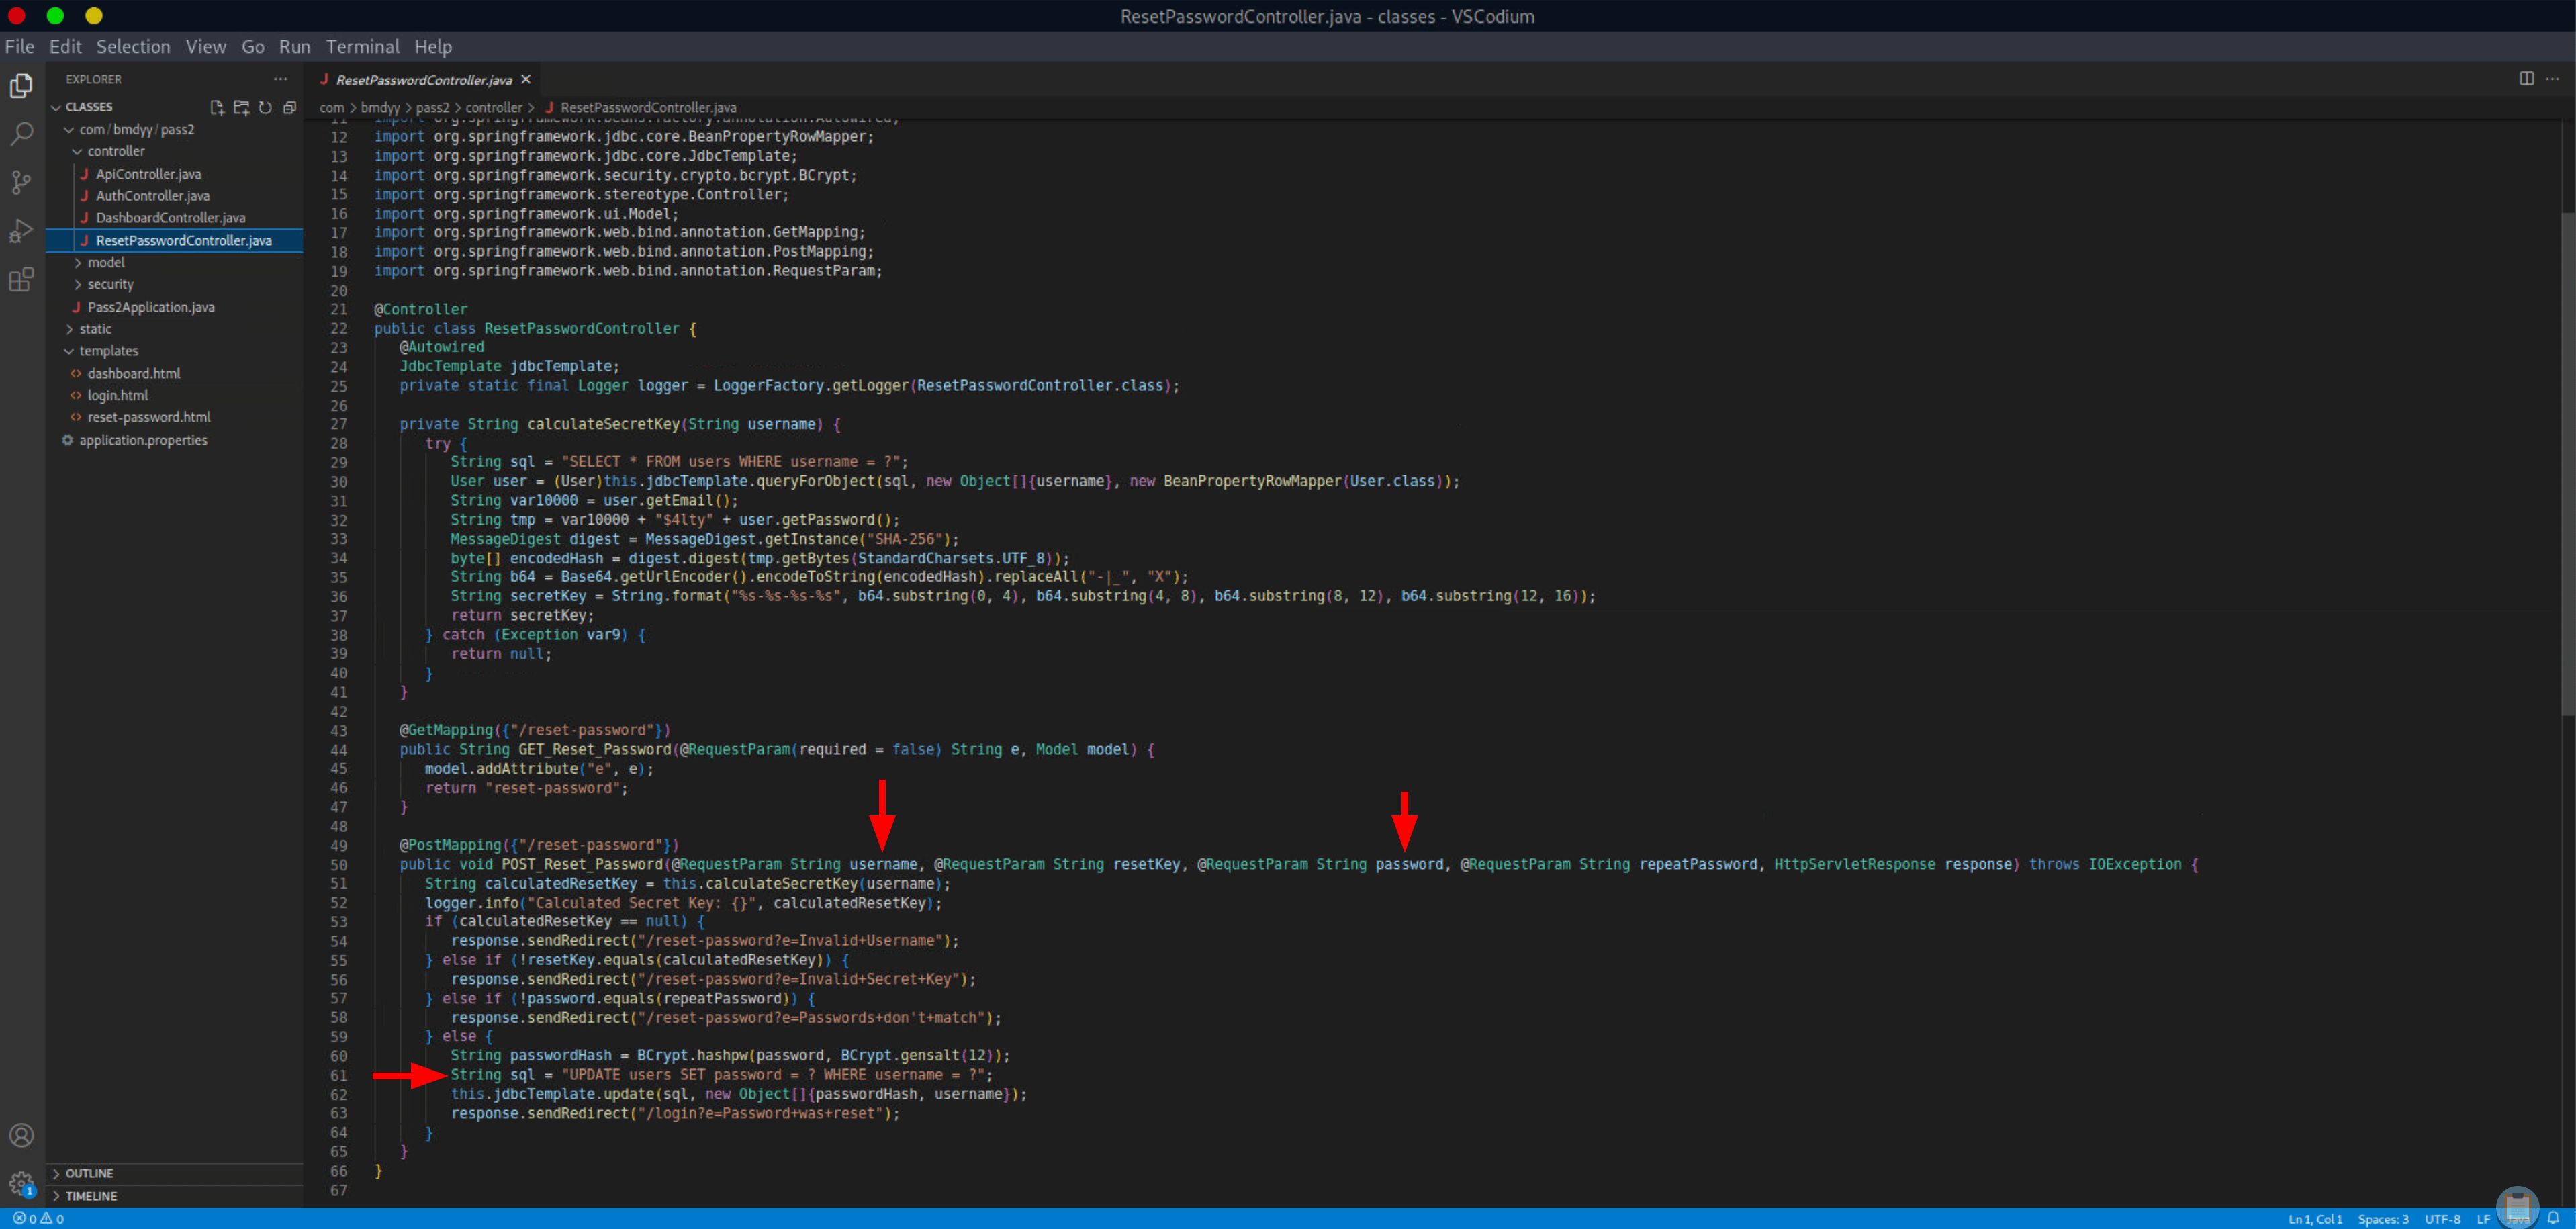 ResetPasswordController.java - classes - VSCodium
File Edit Selection View Go Run Terminal Help
EXPLORER
CLASSES
com/bmdyy/pass2
controller
ApiController.java
AuthController.java
DashboardController.java
ResetPasswordController.java
model
security
Pass2Application.java
static
templates
dashboard.html
login.html
reset-password.html
application.properties
OUTLINE
TIMELINE
J ResetPasswordController.java
com > bmdyy > pass2 > controller > J ResetPasswordController.java
11 import org.springframework.beans.factory.annotation.Autowired;
12 import org.springframework.jdbc.core.BeanPropertyRowMapper;
13 import org.springframework.jdbc.core.JdbcTemplate;
14 import org.springframework.security.crypto.bcrypt.BCrypt;
15 import org.springframework.stereotype.Controller;
16 import org.springframework.ui.Model;
17 import org.springframework.web.bind.annotation.GetMapping;
18 import org.springframework.web.bind.annotation.PostMapping;
19 import org.springframework.web.bind.annotation.RequestParam;
20
21 @Controller
22 public class ResetPasswordController {
23 @Autowired
24 JdbcTemplate jdbcTemplate;
25 private static final Logger logger = LoggerFactory.getLogger(ResetPasswordController.class);
26
27 private String calculateSecretKey(String username) {
28 try {
29 String sql = "SELECT * FROM users WHERE username = ?";
30 User user = (User)this.jdbcTemplate.queryForObject(sql, new Object[]{username}, new BeanPropertyRowMapper(User.class));
31 String var10000 = user.getEmail();
32 String tmp = var10000 + "$4lty" + user.getPassword();
33 MessageDigest digest = MessageDigest.getInstance("SHA-256");
34 byte[] encodedHash = digest.digest(tmp.getBytes(StandardCharsets.UTF_8));
35 String b64 = Base64.getUrlEncoder().encodeToString(encodedHash).replaceAll("-|_", "X");
36 String secretKey = String.format("%s-%s-%s-%s", b64.substring(0, 4), b64.substring(4, 8), b64.substring(8, 12), b64.substring(12, 16));
37 return secretKey;
38 } catch (Exception var9) {
39 return null;
40 }
41 }
42
43 @GetMapping({"/reset-password"})
44 public String GET_Reset_Password(@RequestParam(required = false) String e, Model model) {
45 model.addAttribute("e", e);
46 return "reset-password";
47 }
48
49 @PostMapping({"/reset-password"})
50 public void POST_Reset_Password(@RequestParam String username, @RequestParam String resetKey, @RequestParam String password, @RequestParam String repeatPassword, HttpServletResponse response) throws IOException {
51 String calculatedResetKey = this.calculateSecretKey(username);
52 logger.info("Calculated Secret Key: {}", calculatedResetKey);
53 if (calculatedResetKey == null) {
54 response.sendRedirect("/reset-password?e=Invalid+Username");
55 } else if (!resetKey.equals(calculatedResetKey)) {
56 response.sendRedirect("/reset-password?e=Invalid+Secret+Key");
57 } else if (!password.equals(repeatPassword)) {
58 response.sendRedirect("/reset-password?e=Passwords+don't+match");
59 } else {
60 String passwordHash = BCrypt.hashpw(password, BCrypt.gensalt(12));
61 String sql = "UPDATE users SET password = ? WHERE username = ?";
62 this.jdbcTemplate.update(sql, new Object[]{passwordHash, username});
63 response.sendRedirect("/login?e=Password+was+reset");
64 }
65 }
66 }
67
1
0 0
Ln 1, Col 1 Spaces: 3 UTF-8 LF